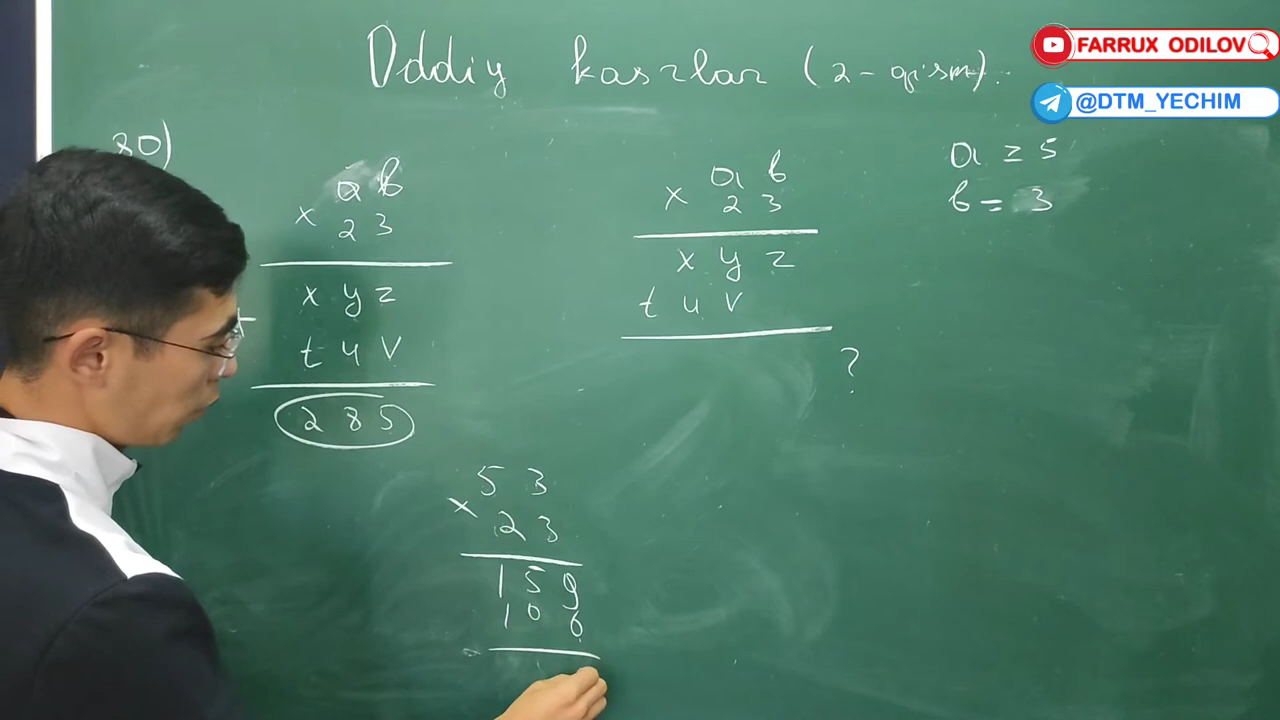 Oddiy kasrlar (2-qism).
FARRUX ODILOV
@DTM_YECHIM
30)
a b
x 2 3
x y z
+
t u v
2 8 5
a b
x 2 3
x y z
t u v
?
a = 5
b = 3
5 3
x 2 3
1 5 9
1 0 6